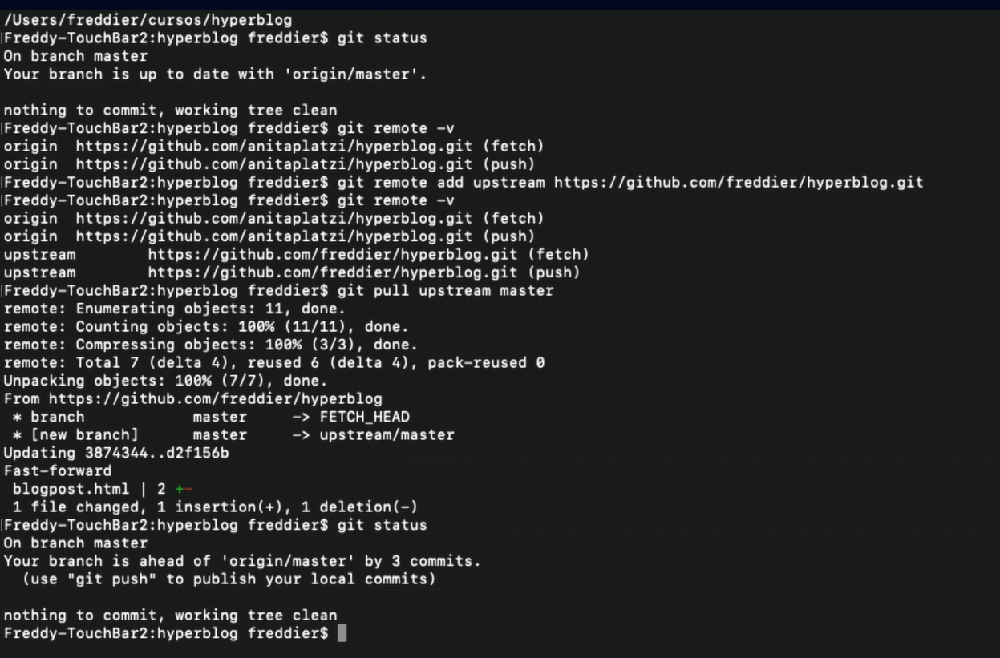 /Users/freddier/cursos/hyperblog
[Freddy-TouchBar2:hyperblog freddier$ git status
On branch master
Your branch is up to date with 'origin/master'.
nothing to commit, working tree clean
[Freddy-TouchBar2:hyperblog freddier$ git remote -v
origin  https://github.com/anitaplatzi/hyperblog.git (fetch)
origin  https://github.com/anitaplatzi/hyperblog.git (push)
[Freddy-TouchBar2:hyperblog freddier$ git remote add upstream https://github.com/freddier/hyperblog.git
[Freddy-TouchBar2:hyperblog freddier$ git remote -v
origin  https://github.com/anitaplatzi/hyperblog.git (fetch)
origin  https://github.com/anitaplatzi/hyperblog.git (push)
upstream        https://github.com/freddier/hyperblog.git (fetch)
upstream        https://github.com/freddier/hyperblog.git (push)
[Freddy-TouchBar2:hyperblog freddier$ git pull upstream master
remote: Enumerating objects: 11, done.
remote: Counting objects: 100% (11/11), done.
remote: Compressing objects: 100% (3/3), done.
remote: Total 7 (delta 4), reused 6 (delta 4), pack-reused 0
Unpacking objects: 100% (7/7), done.
From https://github.com/freddier/hyperblog
 * branch            master     -> FETCH_HEAD
 * [new branch]      master     -> upstream/master
Updating 3874344..d2f156b
Fast-forward
 blogpost.html | 2 +-
 1 file changed, 1 insertion(+), 1 deletion(-)
[Freddy-TouchBar2:hyperblog freddier$ git status
On branch master
Your branch is ahead of 'origin/master' by 3 commits.
  (use "git push" to publish your local commits)
nothing to commit, working tree clean
Freddy-TouchBar2:hyperblog freddier$